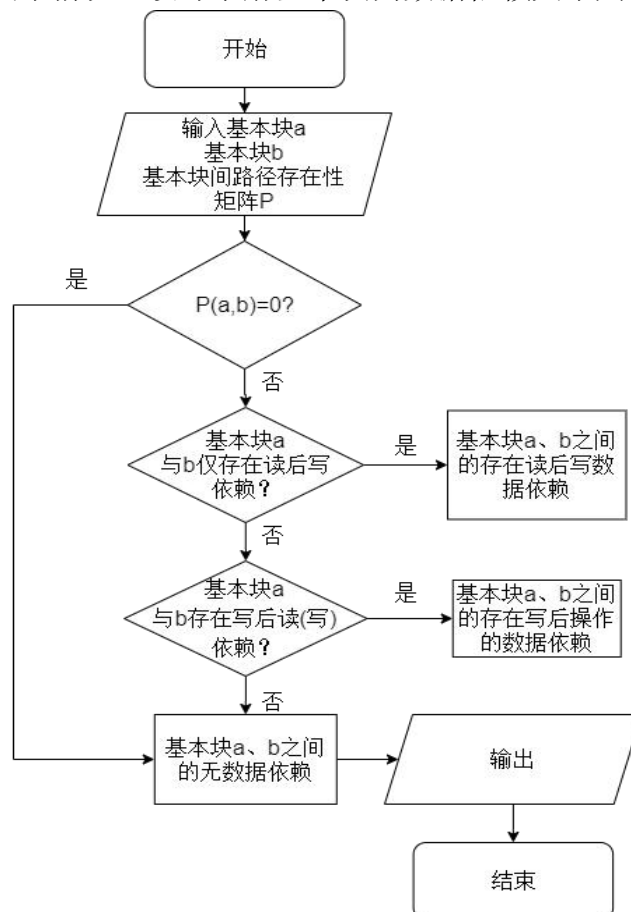 开始
输入基本块a
基本块b
基本块间路径存在性
矩阵P
是
P(a,b)=0?
否
基本块a
与b仅存在读后写
依赖？
是
基本块a、b之间
的存在读后写数
据依赖
否
基本块a
与b存在写后读(写)
依赖？
是
基本块a、b之间
的存在写后操作
的数据依赖
否
基本块a、b之间
的无数据依赖
输出
结束